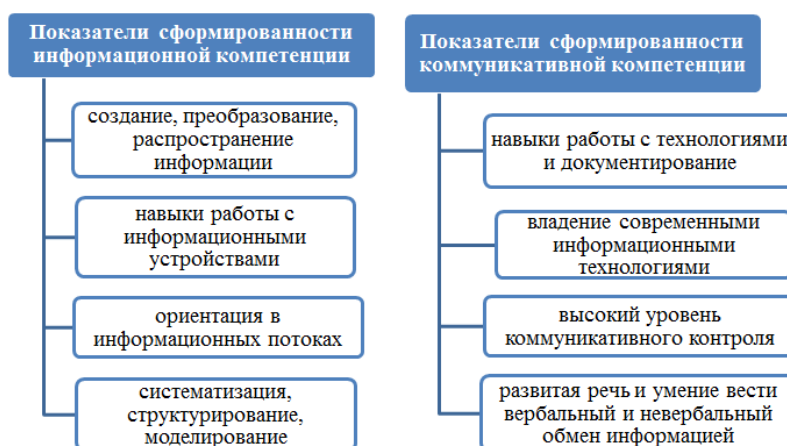 Показатели сформированности
информационной компетенции
создание, преобразование,
распространение
информации
навыки работы с
информационными
устройствами
ориентация в
информационных потоках
систематизация,
структурирование,
моделирование
Показатели сформированности
коммуникативной компетенции
навыки работы с технологиями
и документирование
владение современными
информационными
технологиями
высокий уровень
коммуникативного контроля
развитая речь и умение вести
вербальный и невербальный
обмен информацией